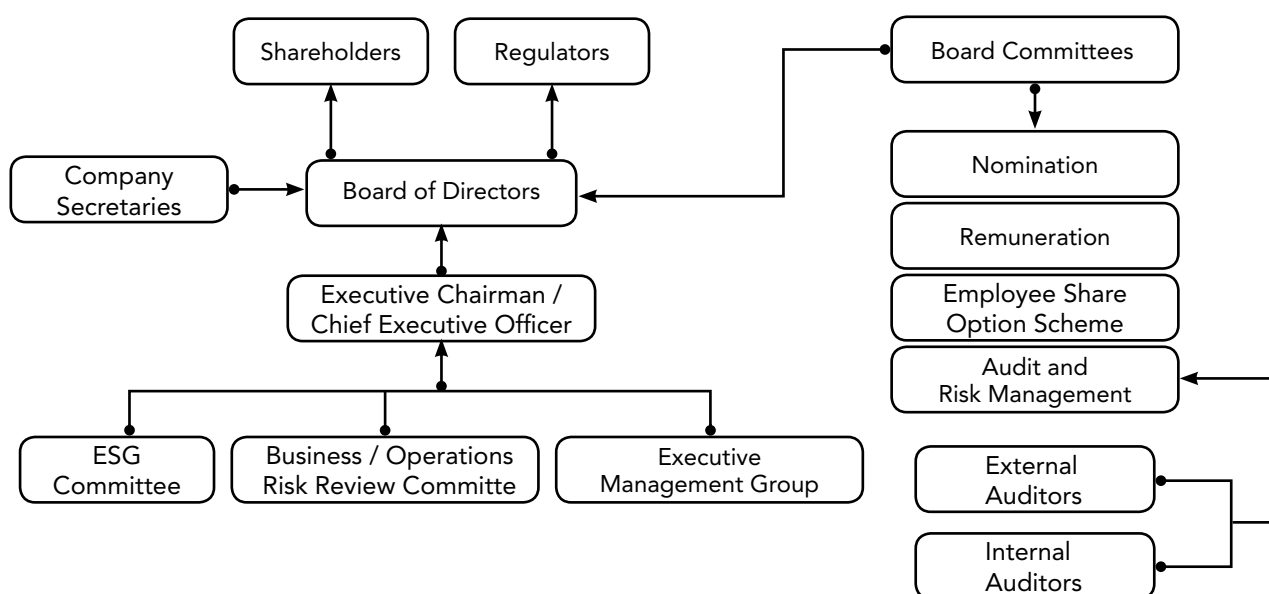 Shareholders
Regulators
Board Committees
Company
Secretaries
Board of Directors
Nomination
Remuneration
Executive Chairman /
Chief Executive Officer
Employee Share
Option Scheme
Audit and
Risk Management
ESG
Committee
Business / Operations
Risk Review Committe
Executive
Management Group
External
Auditors
Internal
Auditors